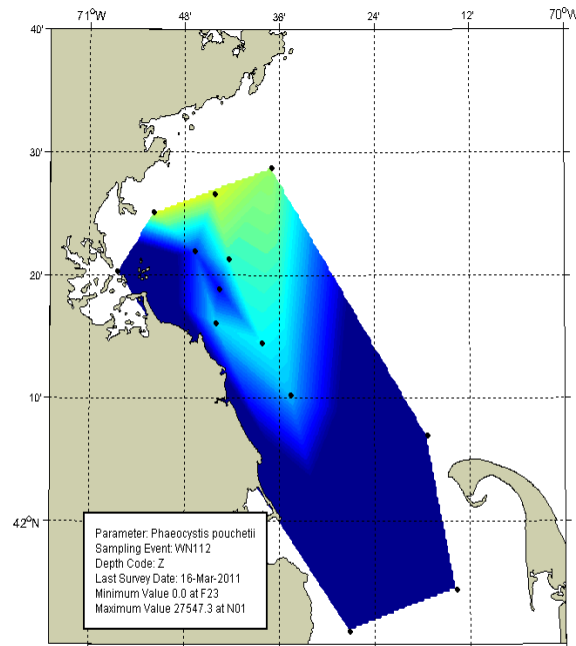 71°W 48' 36' 24' 12' 70°W
40'
30'
20'
10'
42°N
Parameter: Phaeocystis pouchetii
Sampling Event: WN112
Depth Code: Z
Last Survey Date: 16-Mar-2011
Minimum Value 0.0 at F23
Maximum Value 27547.3 at N01